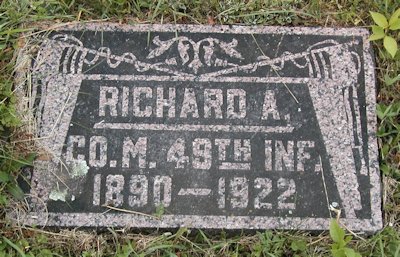 RICHARD A.
CO. M. 49TH INF.
1890 — 1922